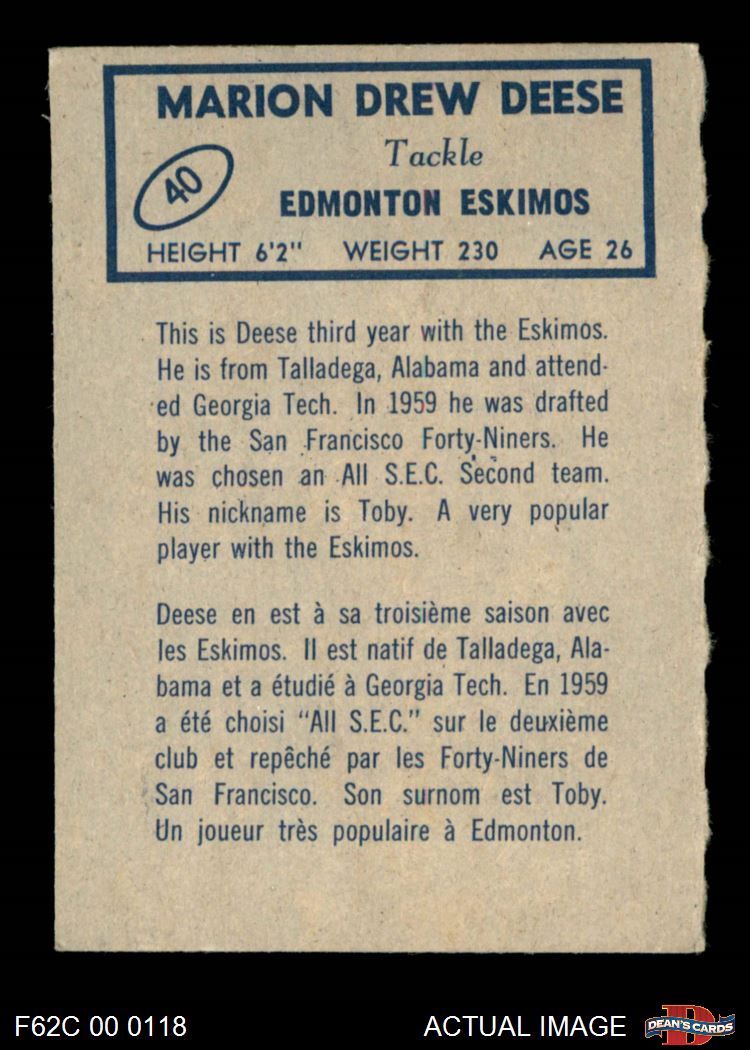 MARION DREW DEESE
Tackle
40
EDMONTON ESKIMOS
HEIGHT 6'2" WEIGHT 230 AGE 26
This is Deese third year with the Eskimos.
He is from Talladega, Alabama and attend-
ed Georgia Tech. In 1959 he was drafted
by the San Francisco Forty-Niners. He
was chosen an All S.E.C. Second team.
His nickname is Toby. A very popular
player with the Eskimos.
Deese en est à sa troisième saison avec
les Eskimos. Il est natif de Talladega, Ala-
bama et a étudié à Georgia Tech. En 1959
a été choisi "All S.E.C." sur le deuxième
club et repêché par les Forty-Niners de
San Francisco. Son surnom est Toby.
Un joueur très populaire à Edmonton.
F62C 00 0118
ACTUAL IMAGE
D
DEAN'S CARDS